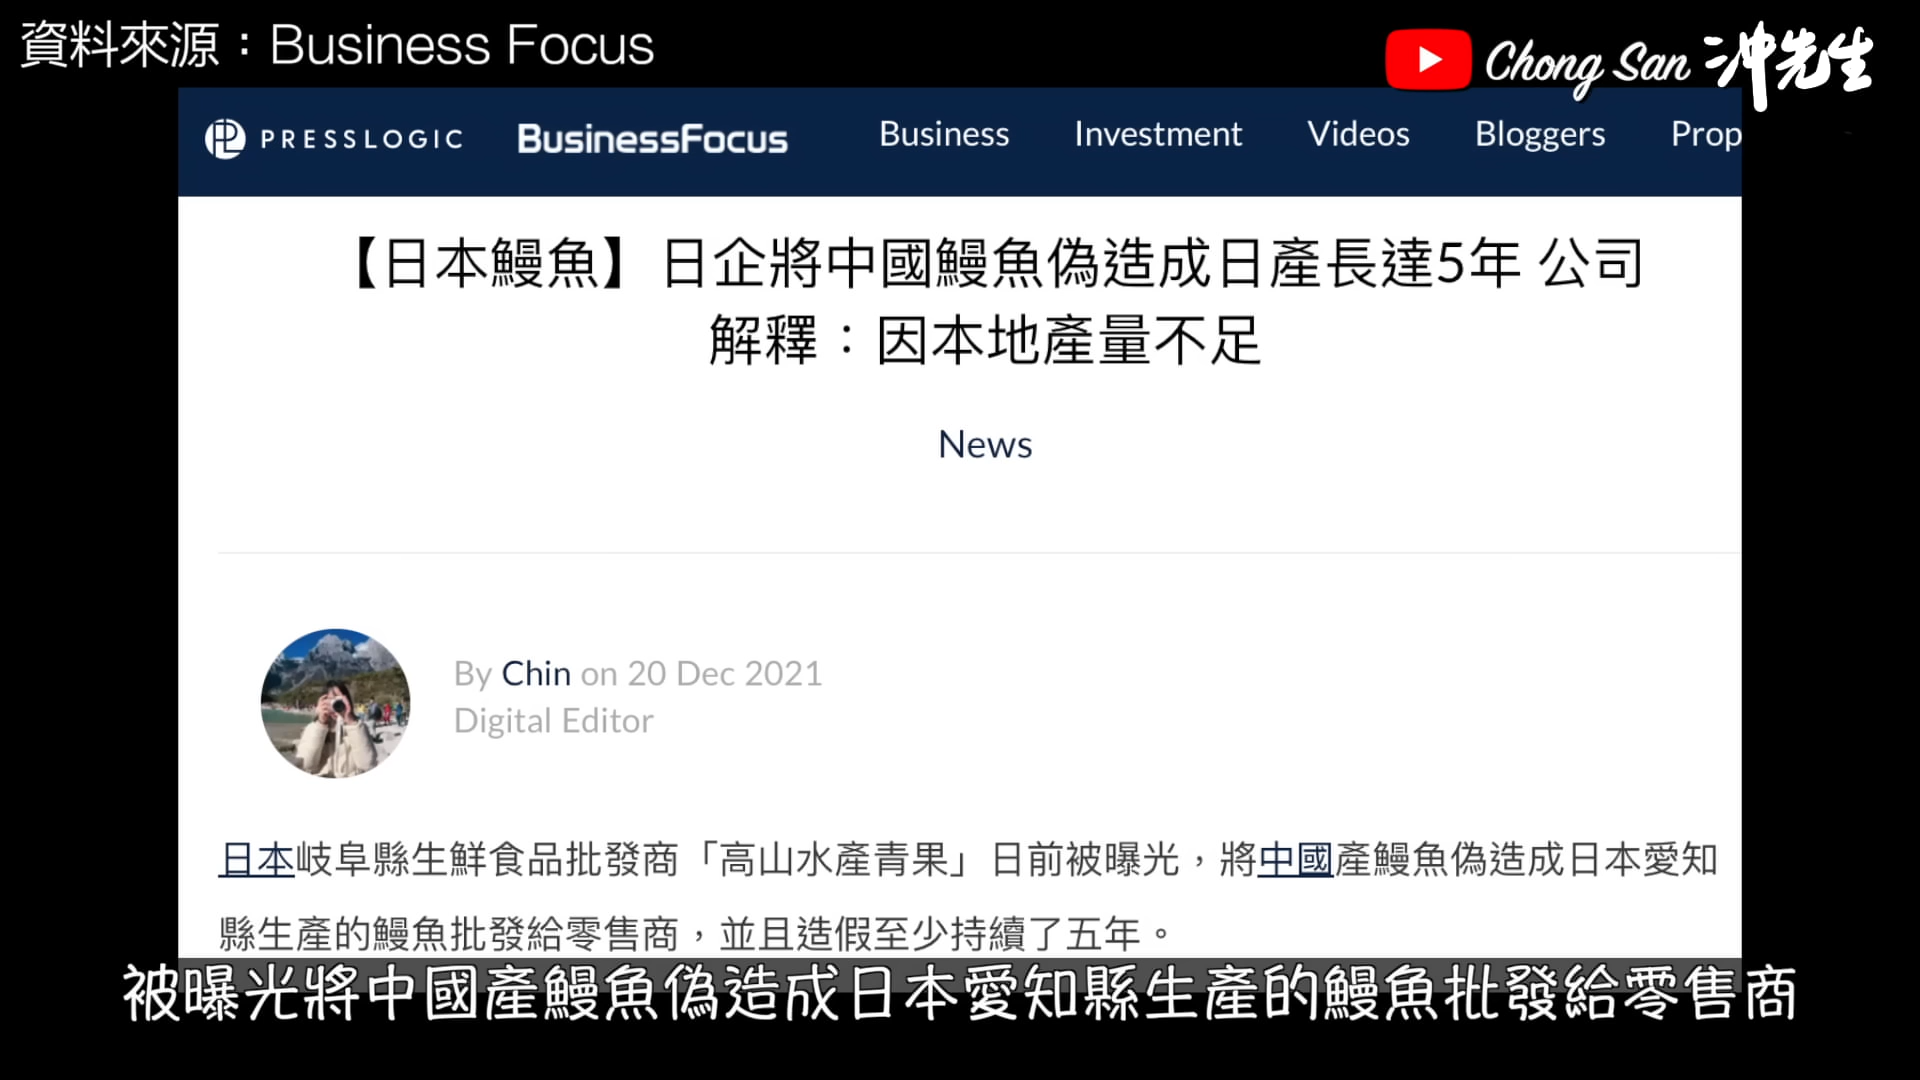 資料來源：Business Focus
Chong San 沖先生
PRESSLOGIC BusinessFocus Business Investment Videos Bloggers Prop
【日本鰻魚】日企將中國鰻魚偽造成日產長達5年 公司
解釋：因本地產量不足
News
By Chin on 20 Dec 2021
Digital Editor
日本岐阜縣生鮮食品批發商「高山水產青果」日前被曝光，將中國產鰻魚偽造成日本愛知
縣生產的鰻魚批發給零售商，並且造假至少持續了五年。
被曝光將中國產鰻魚偽造成日本愛知縣生產的鰻魚批發給零售商